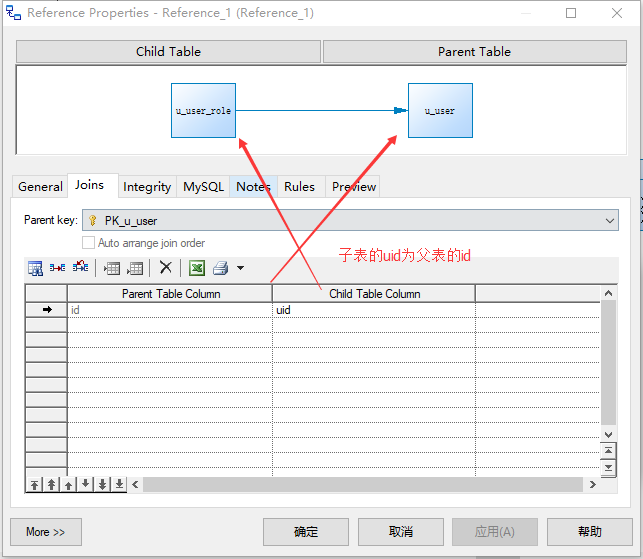 Reference Properties - Reference_1 (Reference_1)
Child Table
Parent Table
u_user_role
u_user
General
Joins
Integrity
MySQL
Notes
Rules
Preview
Parent key:
PK_u_user
Auto arrange join order
子表的uid为父表的id
Parent Table Column
Child Table Column
id
uid
More >>
确定
取消
应用(A)
帮助